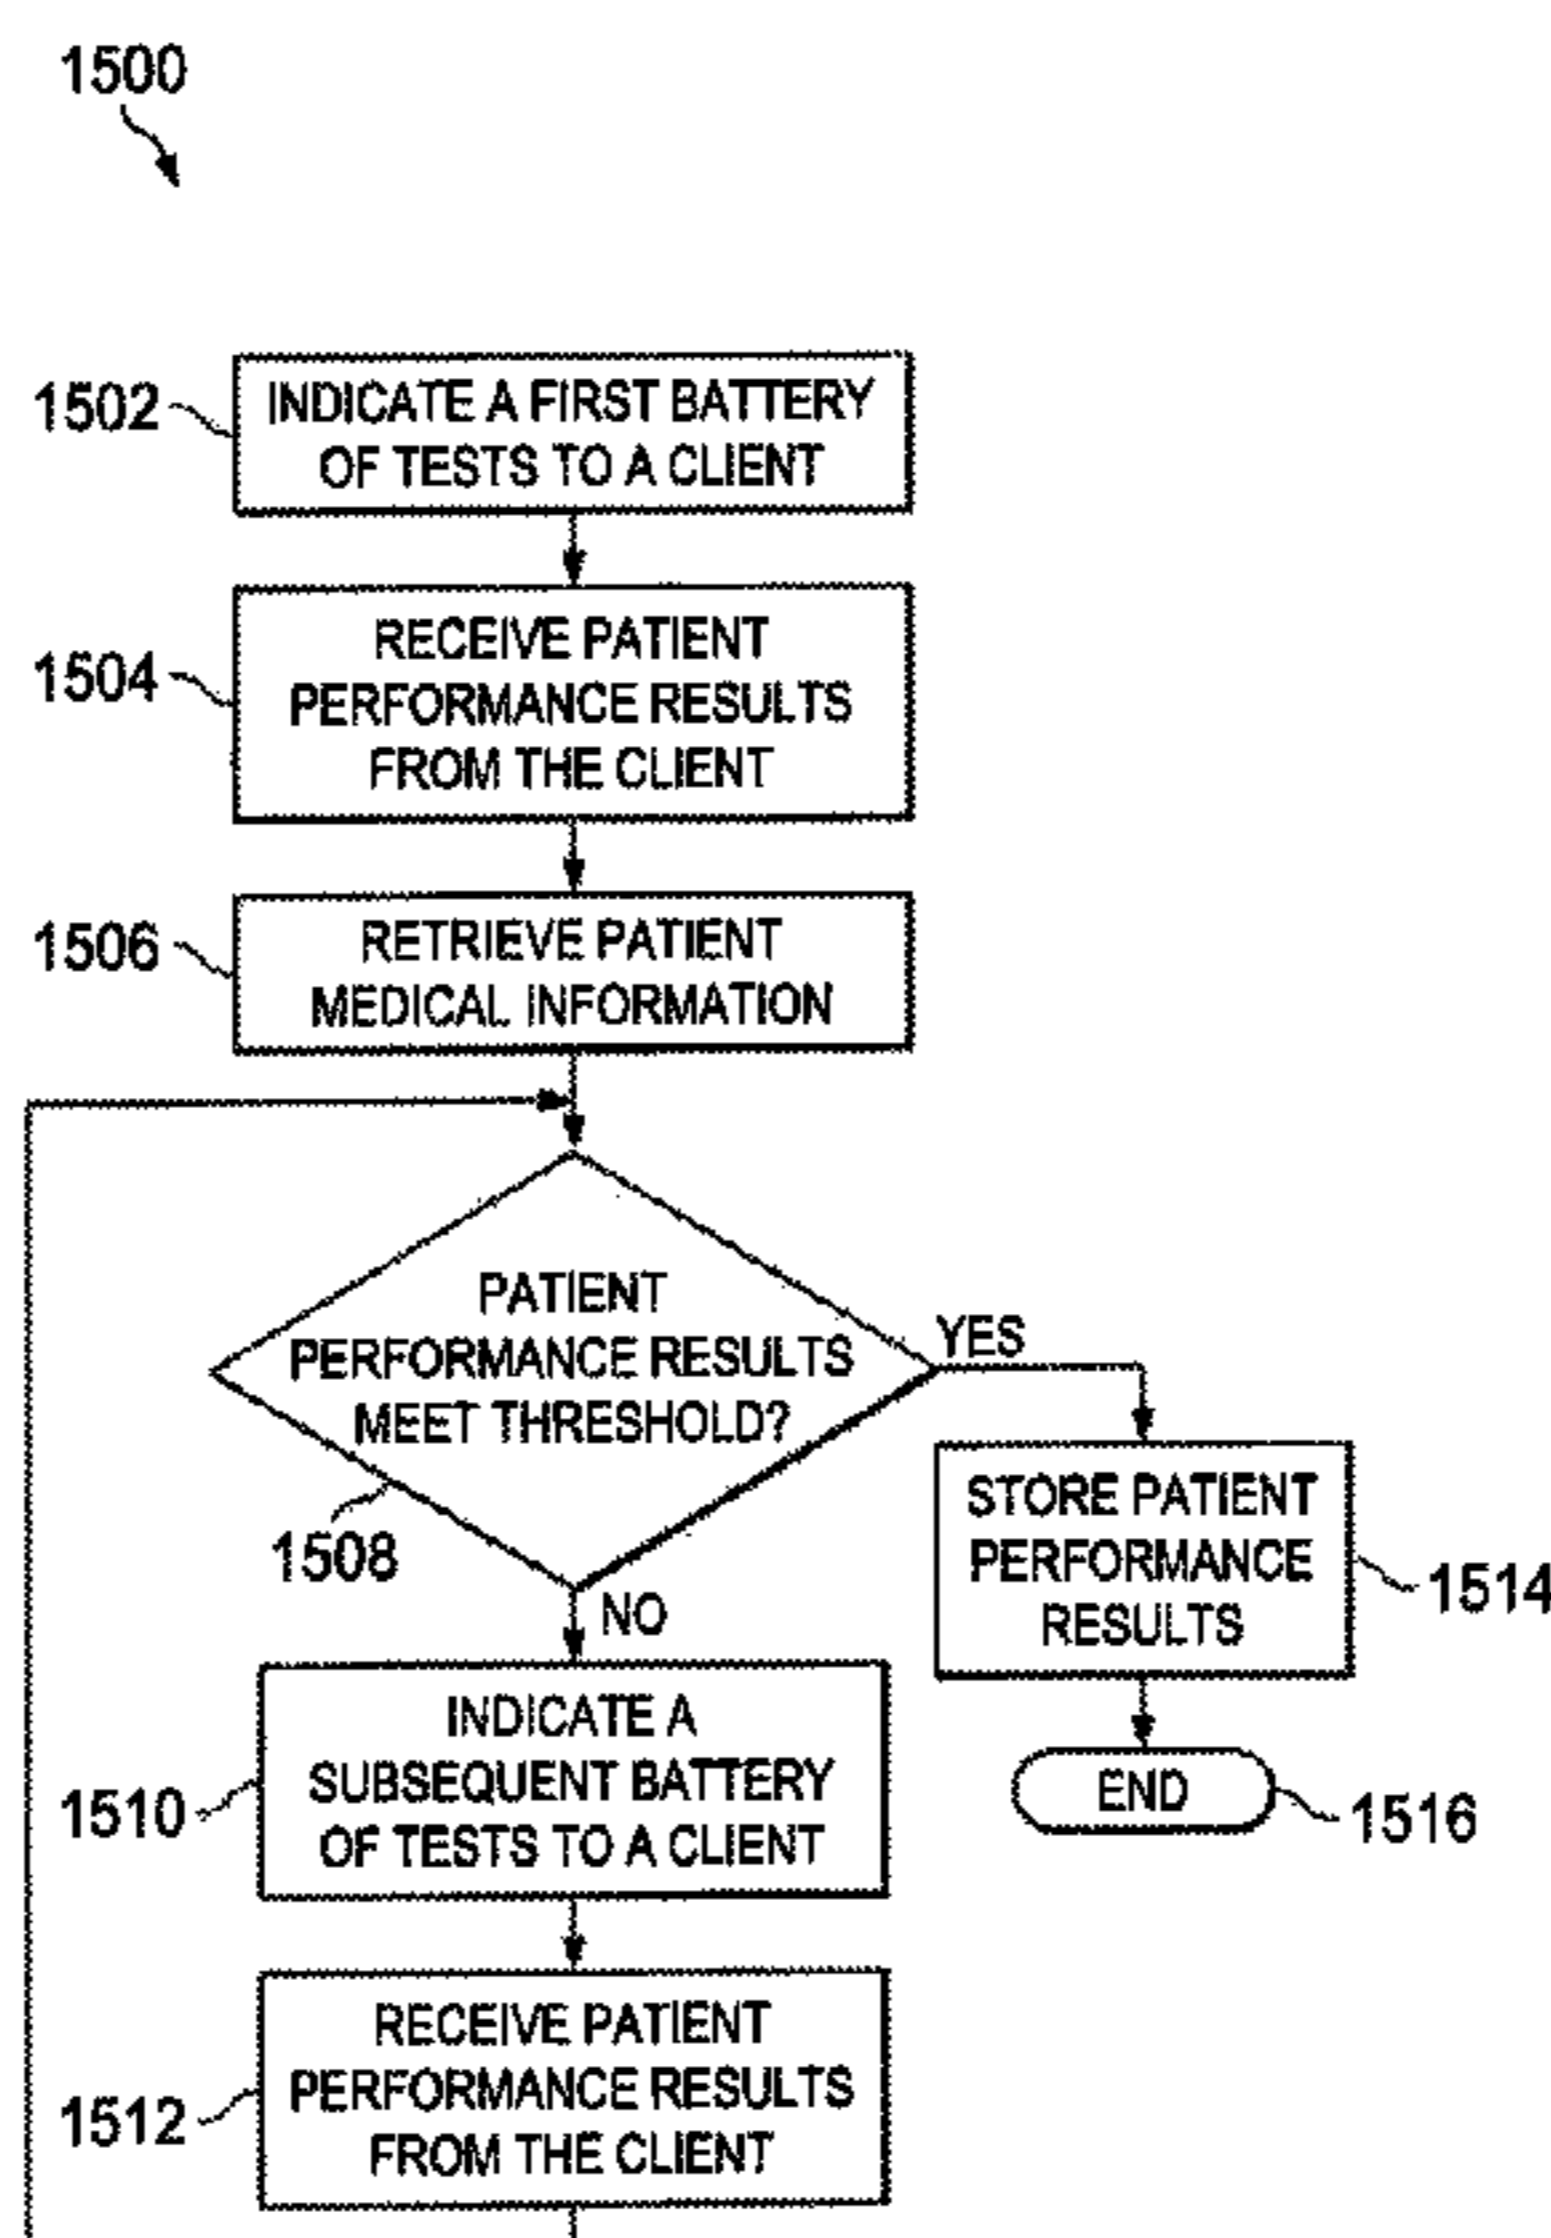 1500
1502
INDICATE A FIRST BATTERY
OF TESTS TO A CLIENT
1504
RECEIVE PATIENT
PERFORMANCE RESULTS
FROM THE CLIENT
1506
RETRIEVE PATIENT
MEDICAL INFORMATION
PATIENT
PERFORMANCE RESULTS
MEET THRESHOLD?
1508
YES
STORE PATIENT
PERFORMANCE
RESULTS
1514
END
1516
NO
INDICATE A
SUBSEQUENT BATTERY
OF TESTS TO A CLIENT
1510
RECEIVE PATIENT
PERFORMANCE RESULTS
FROM THE CLIENT
1512